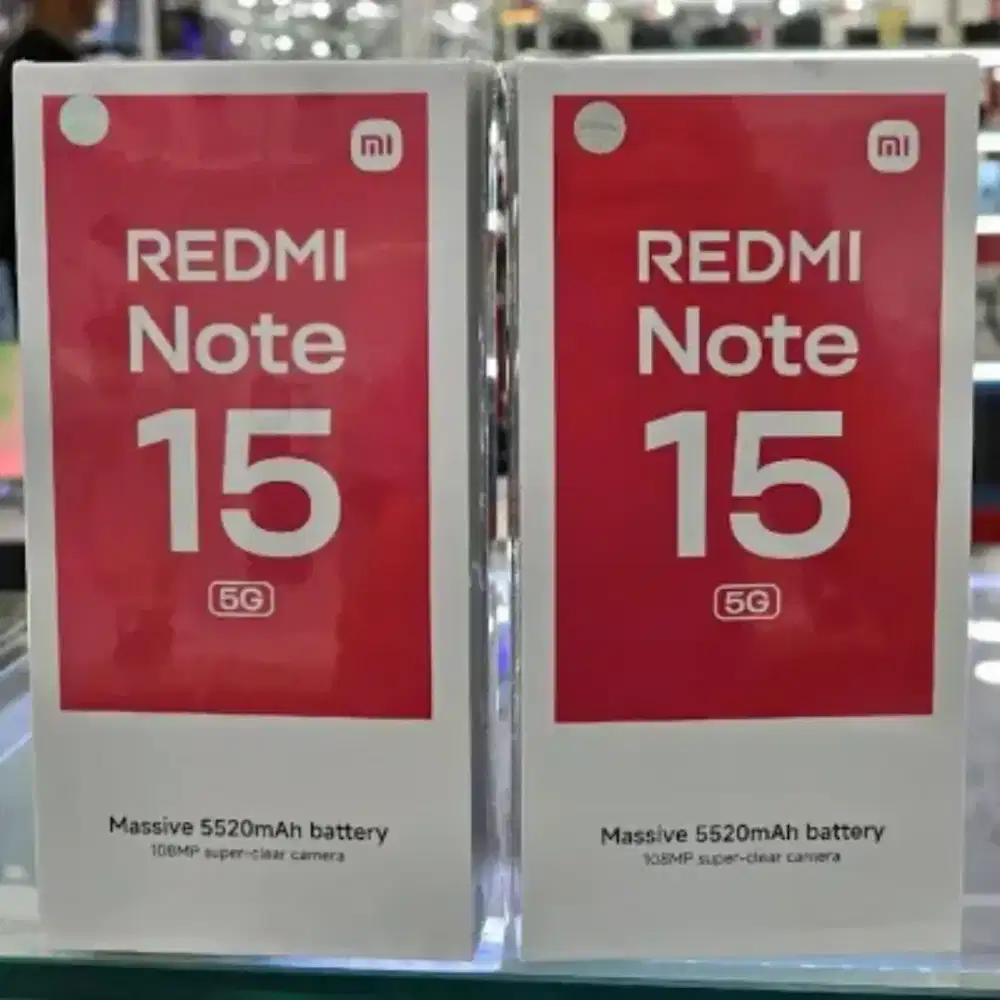 mi
REDMI
Note
15
5G
Massive 5520mAh battery
108MP super-clear camera
mi
REDMI
Note
15
5G
Massive 5520mAh battery
108MP super-clear camera